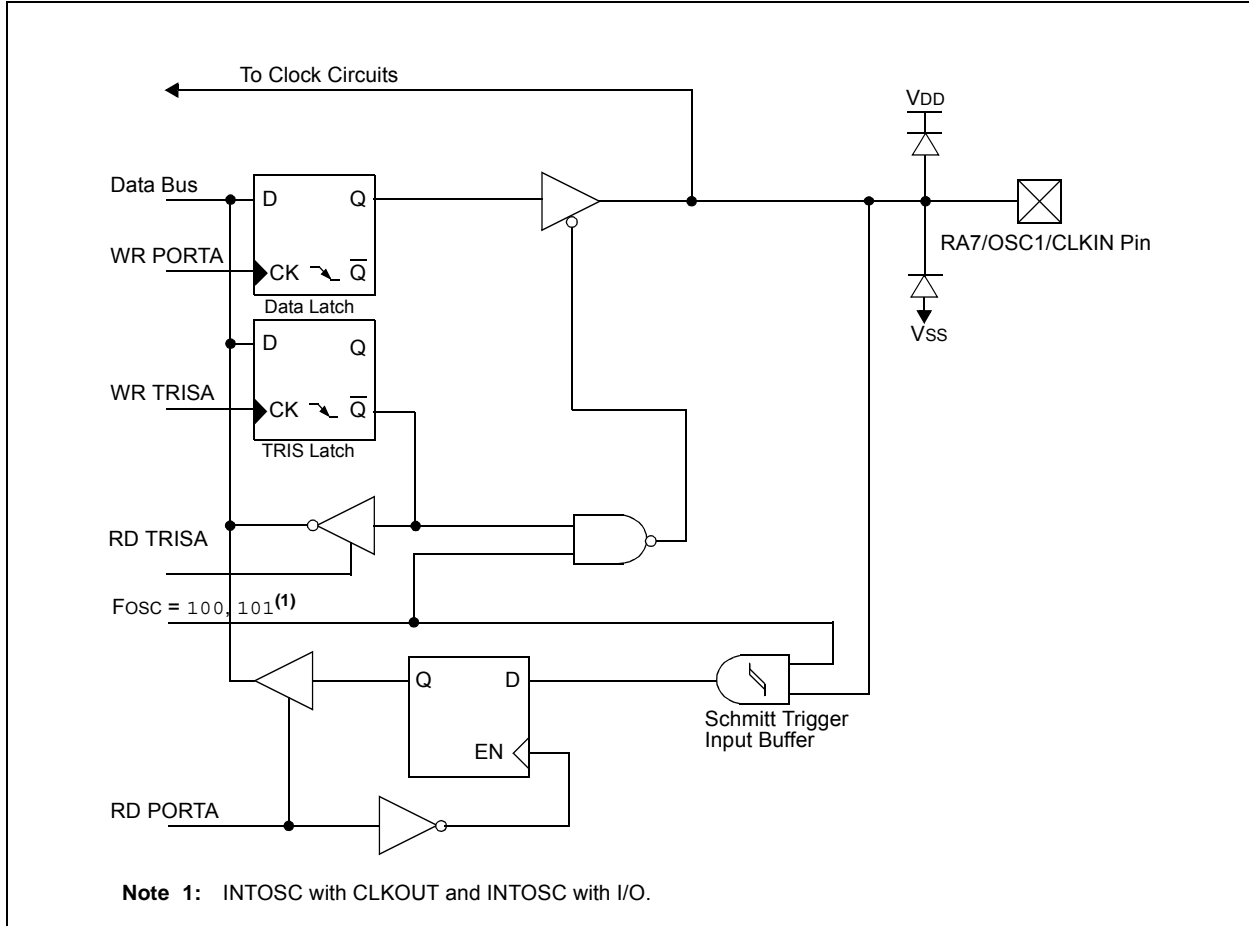 To Clock Circuits
VDD
Data Bus
D
Q
WR PORTA
CK
Q
RA7/OSC1/CLKIN Pin
Data Latch
VSS
D
Q
WR TRISA
CK
Q
TRIS Latch
RD TRISA
FOSC = 100, 101(1)
Q
D
Schmitt Trigger
Input Buffer
EN
RD PORTA
Note 1: INTOSC with CLKOUT and INTOSC with I/O.